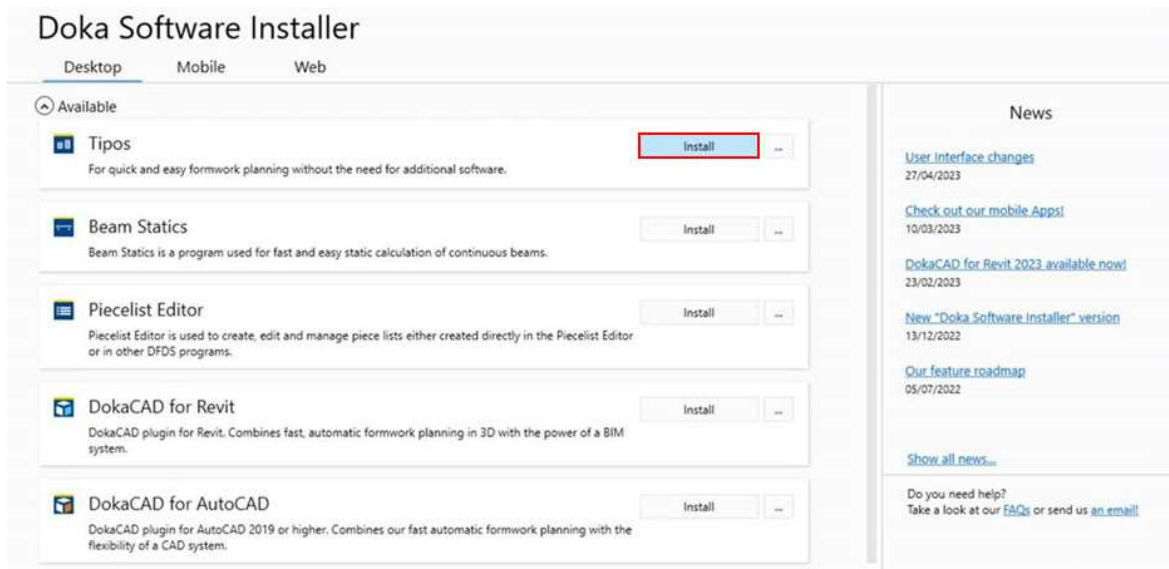 Doka Software Installer
Desktop Mobile Web
Available
Tipos
For quick and easy formwork planning without the need for additional software.
Install ...
Beam Statics
Beam Statics is a program used for fast and easy static calculation of continuous beams.
Install ...
Piecelist Editor
Piecelist Editor is used to create, edit and manage piece lists either created directly in the Piecelist Editor
or in other DFDS programs.
Install ...
DokaCAD for Revit
DokaCAD plugin for Revit. Combines fast, automatic formwork planning in 3D with the power of a BIM
system.
Install ...
DokaCAD for AutoCAD
DokaCAD plugin for AutoCAD 2019 or higher. Combines our fast automatic formwork planning with the
flexibility of a CAD system.
Install ...
News
User Interface changes
27/04/2023
Check out our mobile Apps!
10/03/2023
DokaCAD for Revit 2023 available now!
23/02/2023
New "Doka Software Installer" version
13/12/2022
Our feature roadmap
05/07/2022
Show all news...
Do you need help?
Take a look at our FAQs or send us an email!